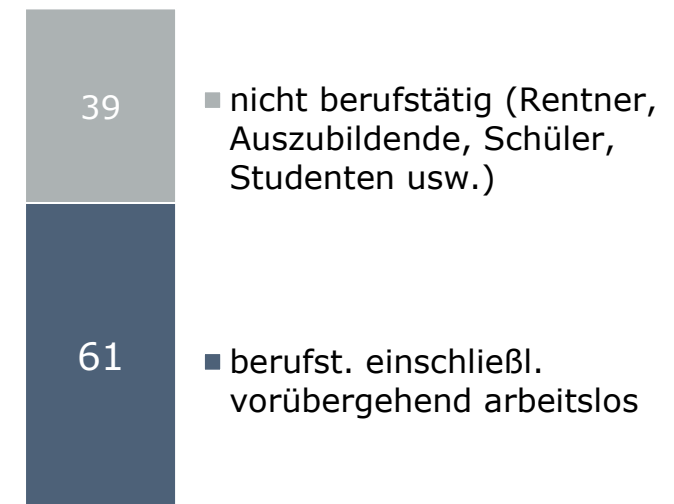 39
nicht berufstätig (Rentner,
Auszubildende, Schüler,
Studenten usw.)
61
berufst. einschließl.
vorübergehend arbeitslos